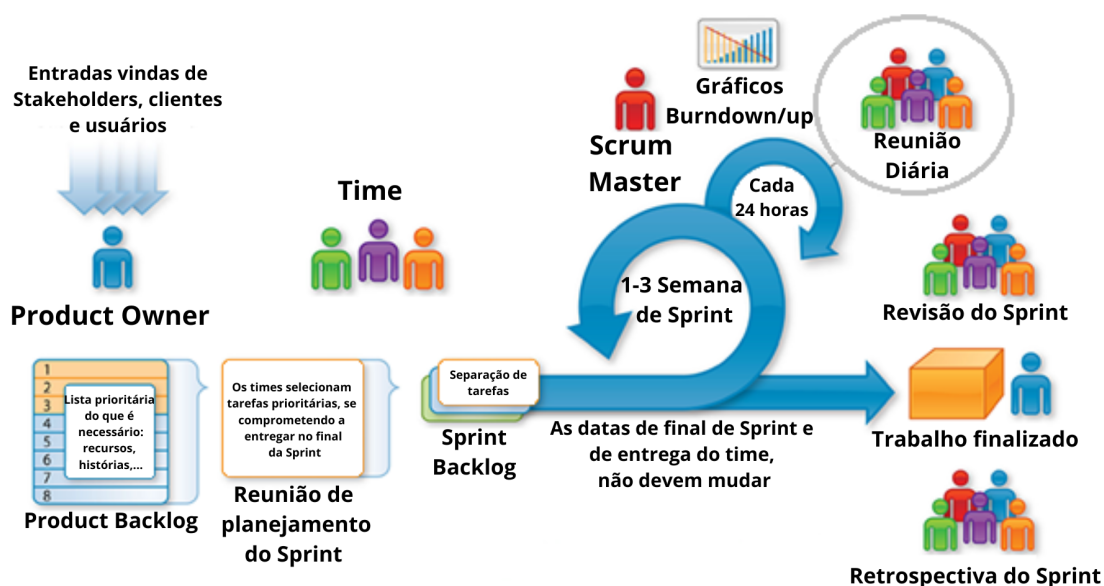 Entradas vindas de
Stakeholders, clientes
e usuários
Product Owner
1
2
3
4
5
6
7
8
Lista prioritária
do que é
necessário:
recursos,
histórias,...
Product Backlog
Time
Os times selecionam
tarefas prioritárias, se
comprometendo a
entregar no final
da Sprint
Reunião de
planejamento
do Sprint
Separação de
tarefas
Sprint
Backlog
Scrum
Master
Gráficos
Burndown/up
Cada
24 horas
1-3 Semana
de Sprint
As datas de final de Sprint e
de entrega do time,
não devem mudar
Reunião
Diária
Revisão do Sprint
Trabalho finalizado
Retrospectiva do Sprint